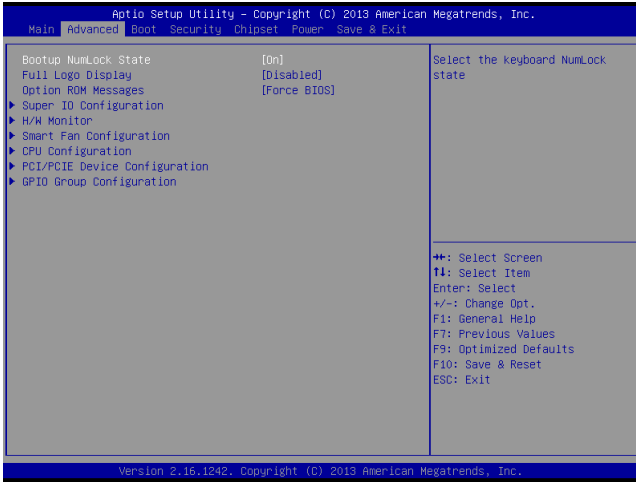 Aptio Setup Utility – Copyright (C) 2013 American Megatrends, Inc.
Main Advanced Boot Security Chipset Power Save & Exit
Bootup NumLock State [On]
Full Logo Display [Disabled]
Option ROM Messages [Force BIOS]
▶ Super IO Configuration
▶ H/W Monitor
▶ Smart Fan Configuration
▶ CPU Configuration
▶ PCI/PCIE Device Configuration
▶ GPIO Group Configuration
Select the keyboard NumLock
state
→←: Select Screen
↑↓: Select Item
Enter: Select
+/-: Change Opt.
F1: General Help
F7: Previous Values
F9: Optimized Defaults
F10: Save & Reset
ESC: Exit
Version 2.16.1242. Copyright (C) 2013 American Megatrends, Inc.